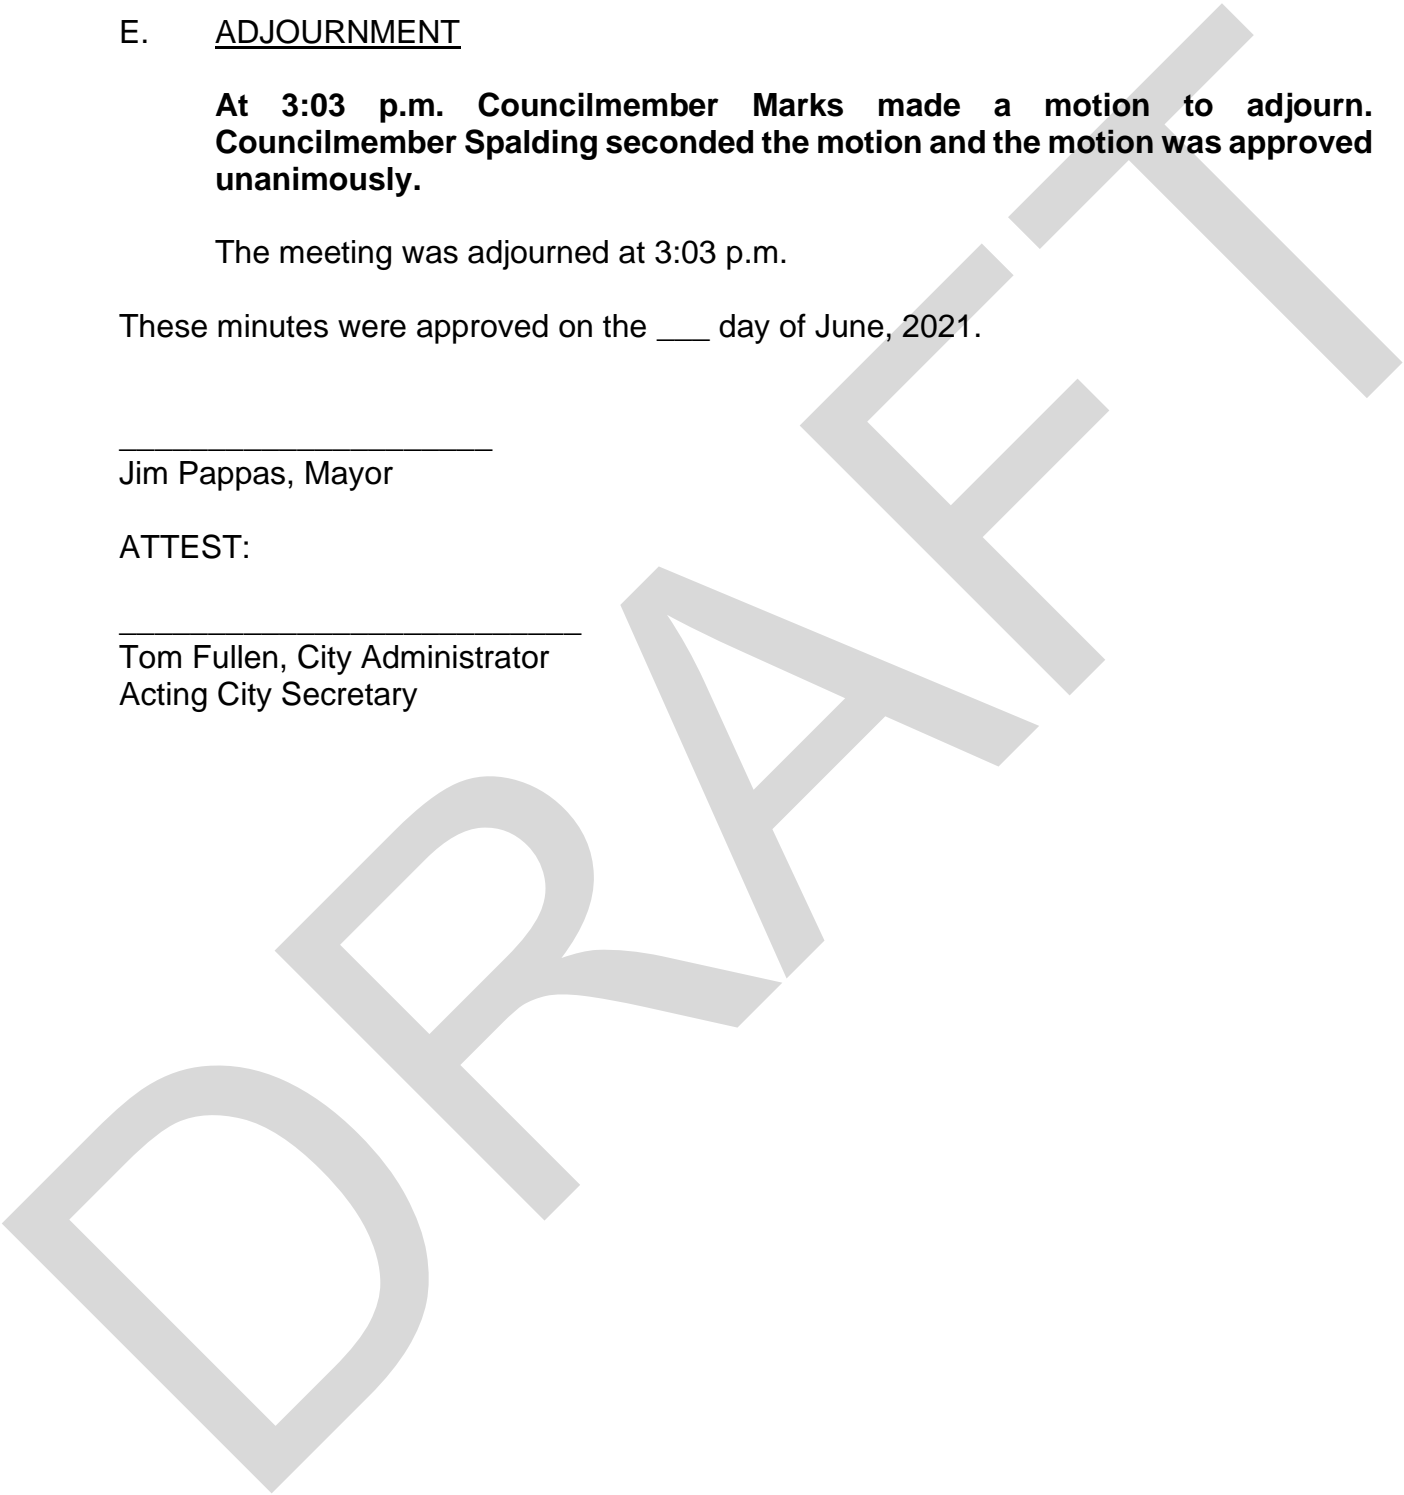 E. ADJOURNMENT
At 3:03 p.m. Councilmember Marks made a motion to adjourn.
Councilmember Spalding seconded the motion and the motion was approved
unanimously.
The meeting was adjourned at 3:03 p.m.
These minutes were approved on the ___ day of June, 2021.
_____________________
Jim Pappas, Mayor
ATTEST:
__________________________
Tom Fullen, City Administrator
Acting City Secretary
DRAFT